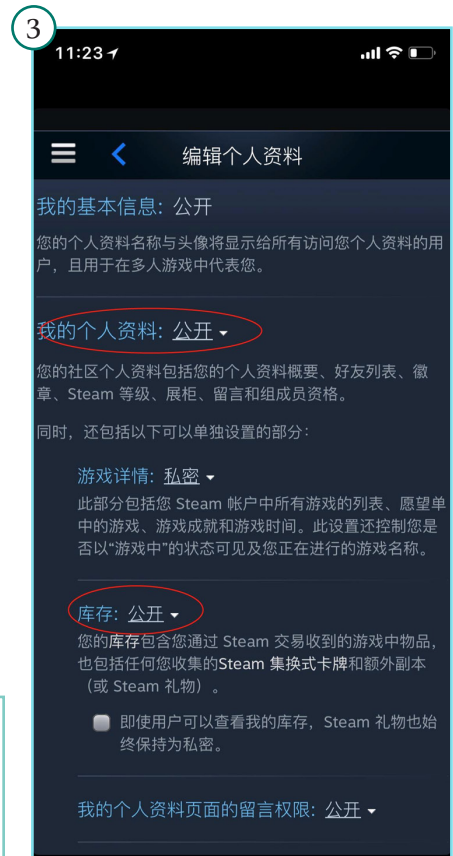 3
11:23
编辑个人资料
我的基本信息: 公开
您的个人资料名称与头像将显示给所有访问您个人资料的用
户，且用于在多人游戏中代表您。
我的个人资料: 公开
您的社区个人资料包括您的个人资料概要、好友列表、徽
章、Steam 等级、展柜、留言和组成员资格。
同时，还包括以下可以单独设置的部分:
游戏详情: 私密
此部分包括您 Steam 帐户中所有游戏的列表、愿望单
中的游戏、游戏成就和游戏时间。此设置还控制您是
否以“游戏中”的状态可见及您正在进行的游戏名称。
库存: 公开
您的库存包含您通过 Steam 交易收到的游戏中物品，
也包括任何您收集的Steam 集换式卡牌和额外副本
（或 Steam 礼物）。
即使用户可以查看我的库存，Steam 礼物也始
终保持为私密。
我的个人资料页面的留言权限: 公开